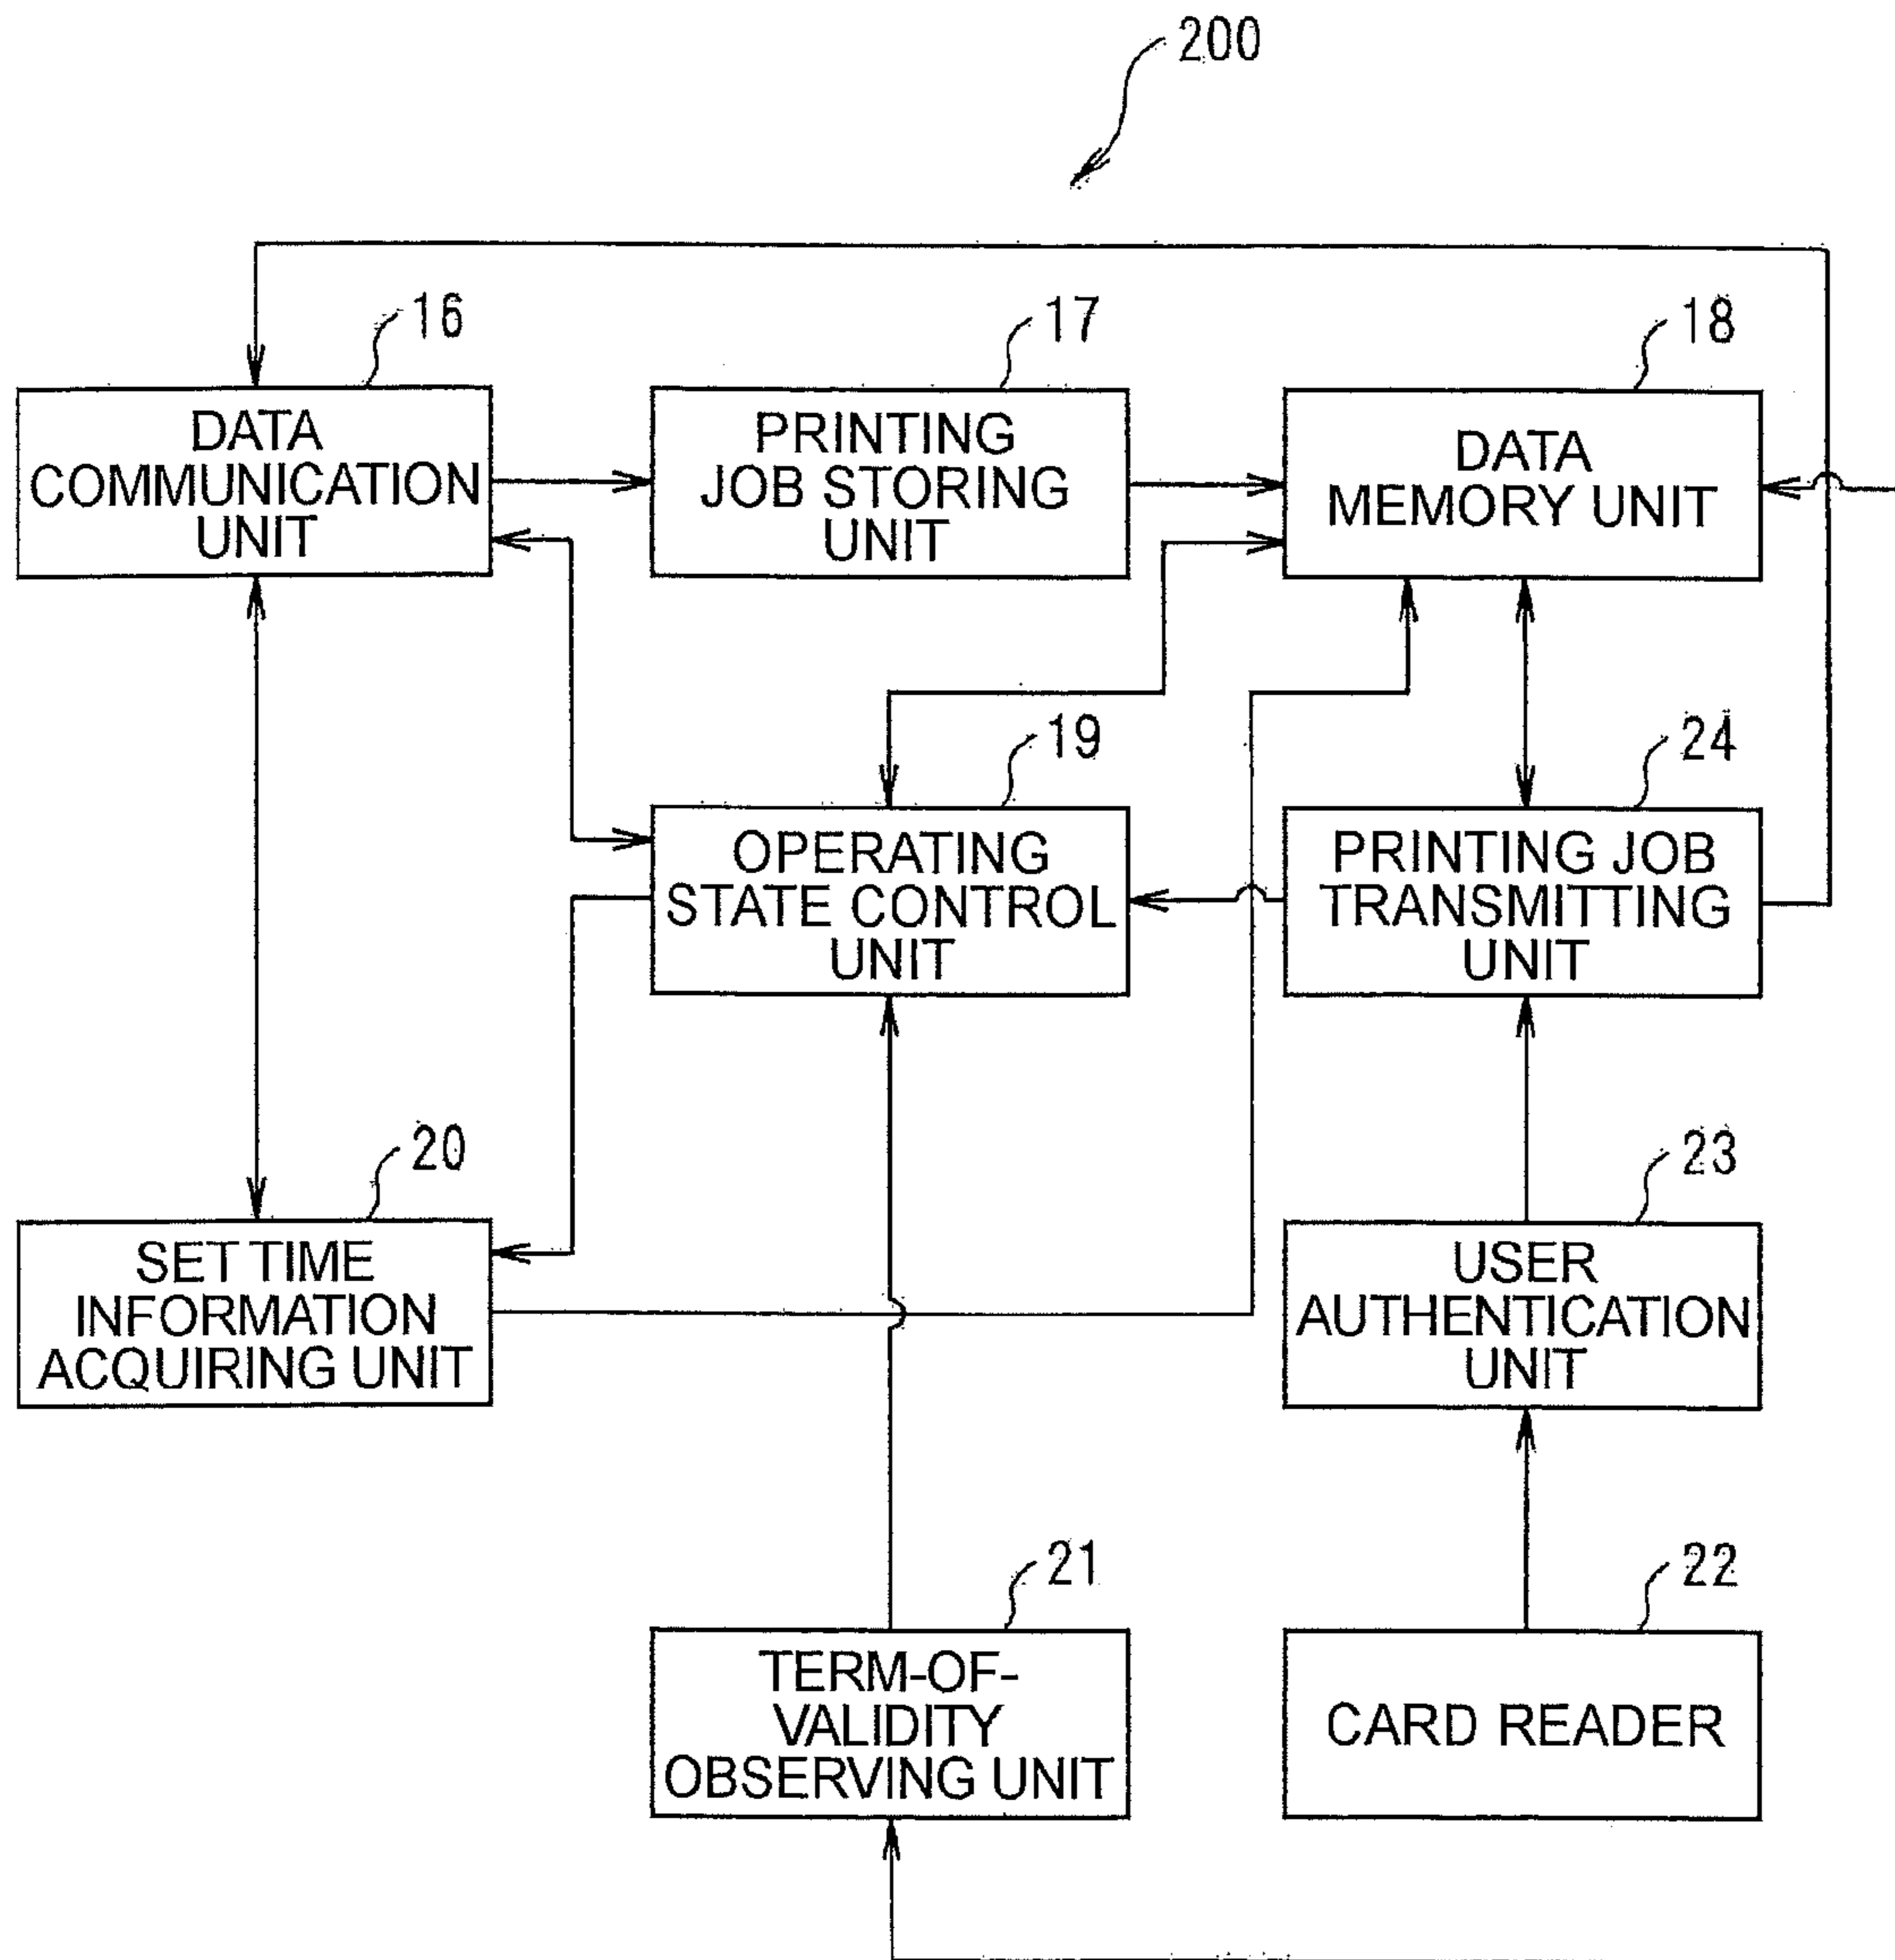 200
16
17
18
DATA
COMMUNICATION
UNIT
PRINTING
JOB STORING
UNIT
DATA
MEMORY UNIT
19
24
OPERATING
STATE CONTROL
UNIT
PRINTING JOB
TRANSMITTING
UNIT
20
23
SET TIME
INFORMATION
ACQUIRING UNIT
USER
AUTHENTICATION
UNIT
21
22
TERM-OF-
VALIDITY
OBSERVING UNIT
CARD READER